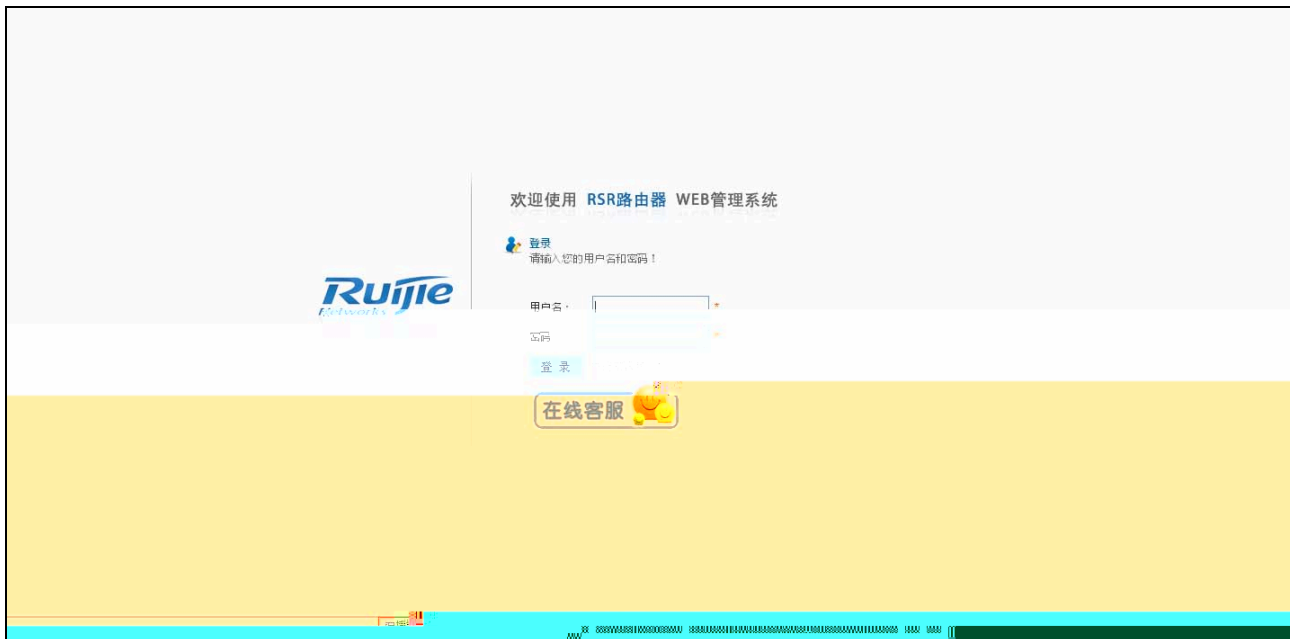 欢迎使用 RSR路由器 WEB管理系统
登录
请输入您的用户名和密码！
Ruijie
Networks
用户名： *
密码 *
登 录
在线客服